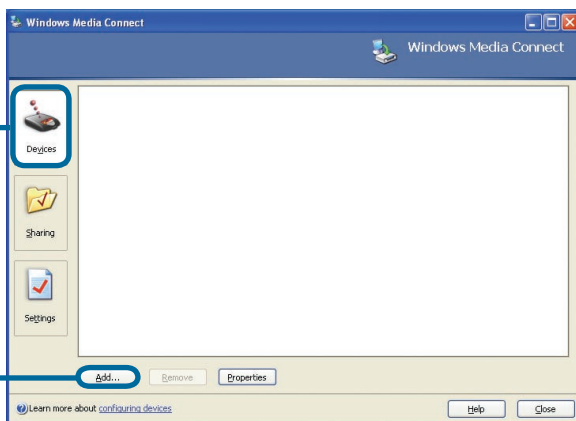 Windows Media Connect
Windows Media Connect
Devices
Sharing
Settings
Add... Remove Properties
Learn more about configuring devices Help Close